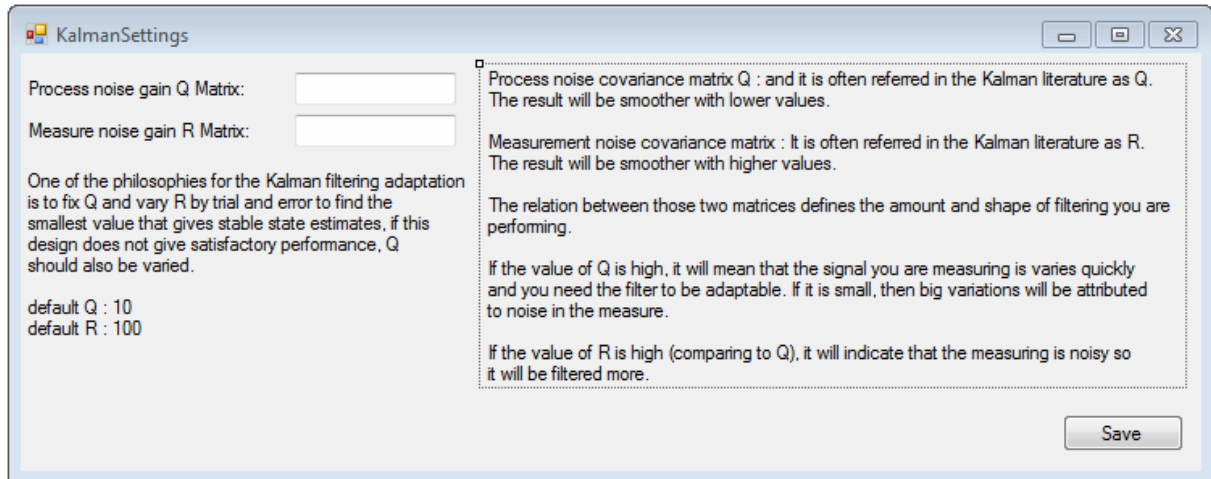 KalmanSettings
Process noise gain Q Matrix:
Measure noise gain R Matrix:
One of the philosophies for the Kalman filtering adaptation
is to fix Q and vary R by trial and error to find the
smallest value that gives stable state estimates, if this
design does not give satisfactory performance, Q
should also be varied.
default Q : 10
default R : 100
Process noise covariance matrix Q : and it is often referred in the Kalman literature as Q.
The result will be smoother with lower values.
Measurement noise covariance matrix : It is often referred in the Kalman literature as R.
The result will be smoother with higher values.
The relation between those two matrices defines the amount and shape of filtering you are
performing.
If the value of Q is high, it will mean that the signal you are measuring is varies quickly
and you need the filter to be adaptable. If it is small, then big variations will be attributed
to noise in the measure.
If the value of R is high (comparing to Q), it will indicate that the measuring is noisy so
it will be filtered more.
Save